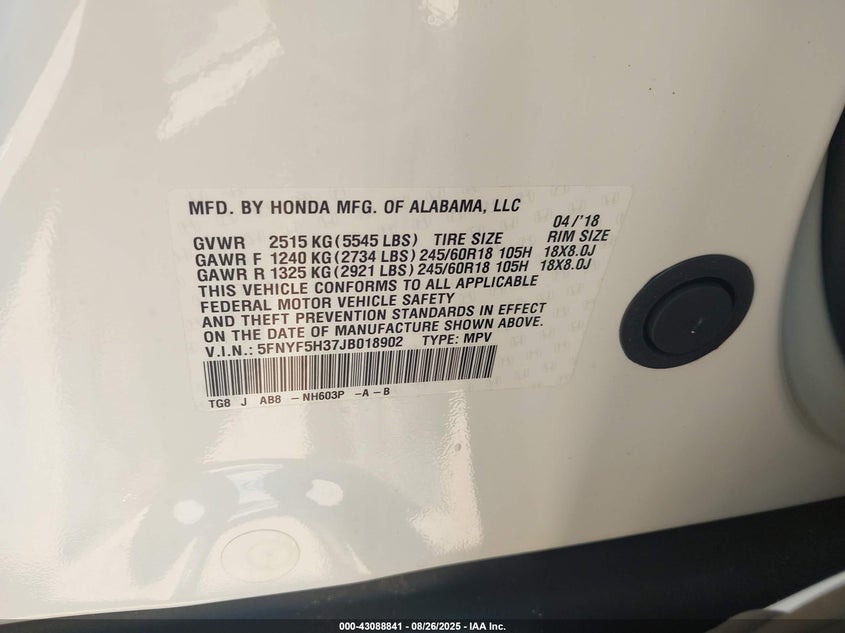 MFD. BY HONDA MFG. OF ALABAMA, LLC
04/'18
GVWR 2515 KG (5545 LBS) TIRE SIZE RIM SIZE
GAWR F 1240 KG (2734 LBS) 245/60R18 105H 18X8.0J
GAWR R 1325 KG (2921 LBS) 245/60R18 105H 18X8.0J
THIS VEHICLE CONFORMS TO ALL APPLICABLE
FEDERAL MOTOR VEHICLE SAFETY
AND THEFT PREVENTION STANDARDS IN EFFECT
ON THE DATE OF MANUFACTURE SHOWN ABOVE.
V.I.N.: 5FNYF5H37JB018902 TYPE: MPV
TG8 J AB8 -NH603P -A-B
000-43088841 - 08/26/2025 - IAA Inc.